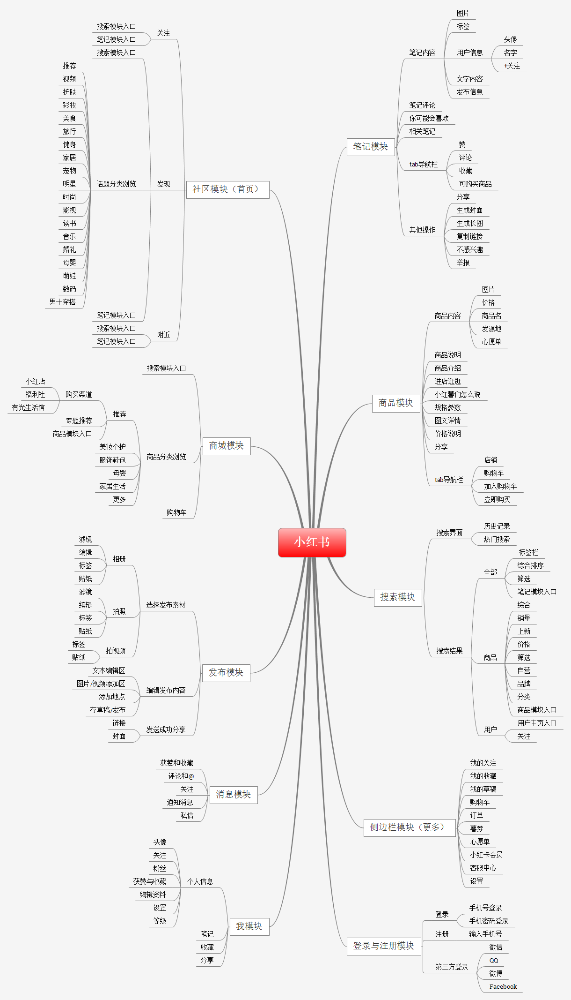 小红书
笔记模块
笔记内容
图片
标签
用户信息
头像
名字
+关注
文字内容
发布信息
笔记评论
你可能会喜欢
相关笔记
tab导航栏
赞
评论
收藏
可购买商品
其他操作
分享
生成封面
生成长图
复制链接
不感兴趣
举报
商品模块
商品内容
图片
价格
商品名
发源地
心愿单
商品说明
商品介绍
进店逛逛
小红薯们怎么说
规格参数
图文详情
价格说明
分享
tab导航栏
店铺
购物车
加入购物车
立即购买
搜索模块
搜索界面
历史记录
热门搜索
搜索结果
全部
标签栏
综合排序
筛选
笔记模块入口
商品
综合
销量
上新
价格
筛选
自营
品牌
分类
商品模块入口
用户
用户主页入口
关注
侧边栏模块（更多）
我的关注
我的收藏
我的草稿
购物车
订单
薯券
心愿单
小红卡会员
客服中心
设置
登录与注册模块
登录
手机号登录
手机密码登录
注册
输入手机号
第三方登录
微信
QQ
微博
Facebook
社区模块（首页）
关注
搜索模块入口
笔记模块入口
发现
搜索模块入口
话题分类浏览
推荐
视频
护肤
彩妆
美食
旅行
健身
家居
宠物
明星
时尚
影视
读书
音乐
婚礼
母婴
萌娃
数码
男士穿搭
笔记模块入口
附近
搜索模块入口
笔记模块入口
商城模块
搜索模块入口
商品分类浏览
推荐
购买渠道
小红店
福利社
有光生活馆
专题推荐
商品模块入口
美妆个护
服饰鞋包
母婴
家居生活
更多
购物车
发布模块
选择发布素材
相册
滤镜
编辑
标签
贴纸
拍照
滤镜
编辑
标签
贴纸
拍视频
标签
贴纸
编辑发布内容
文本编辑区
图片/视频添加区
添加地点
存草稿/发布
发送成功分享
链接
封面
消息模块
获赞和收藏
评论和@
关注
通知消息
私信
我模块
个人信息
头像
关注
粉丝
获赞与收藏
编辑资料
设置
等级
笔记
收藏
分享